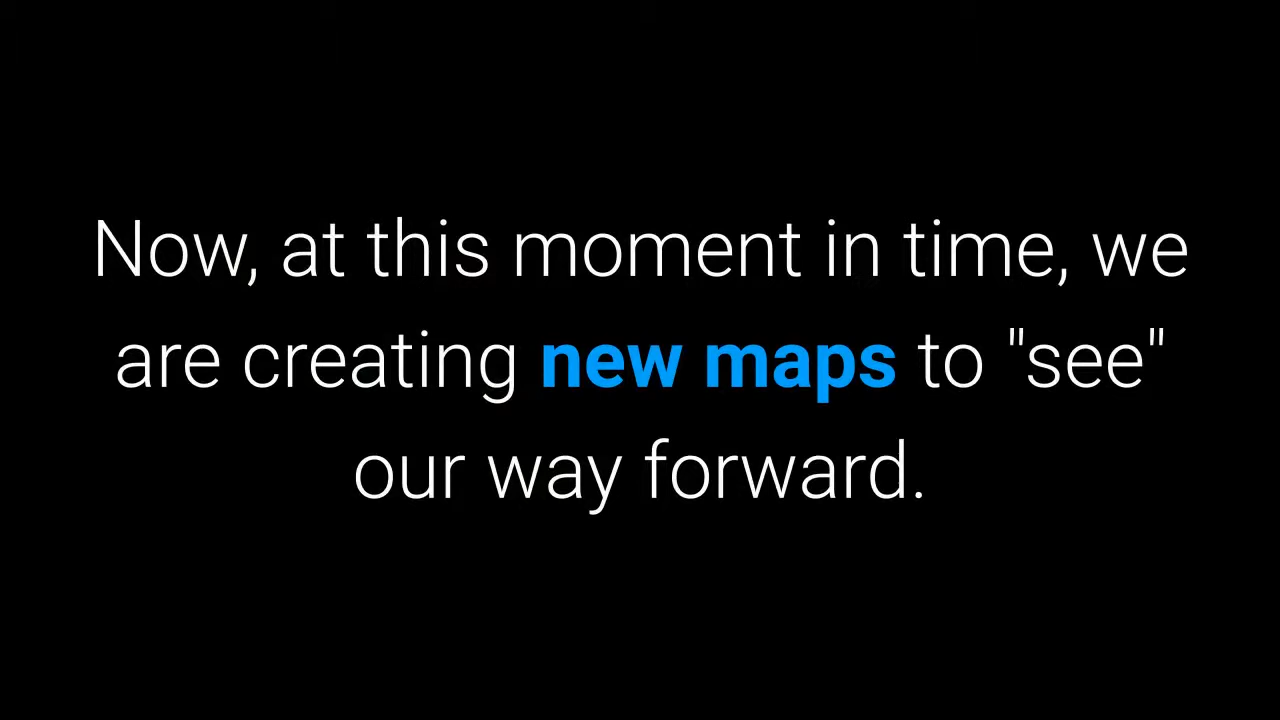 Now, at this moment in time, we
are creating new maps to "see"
our way forward.